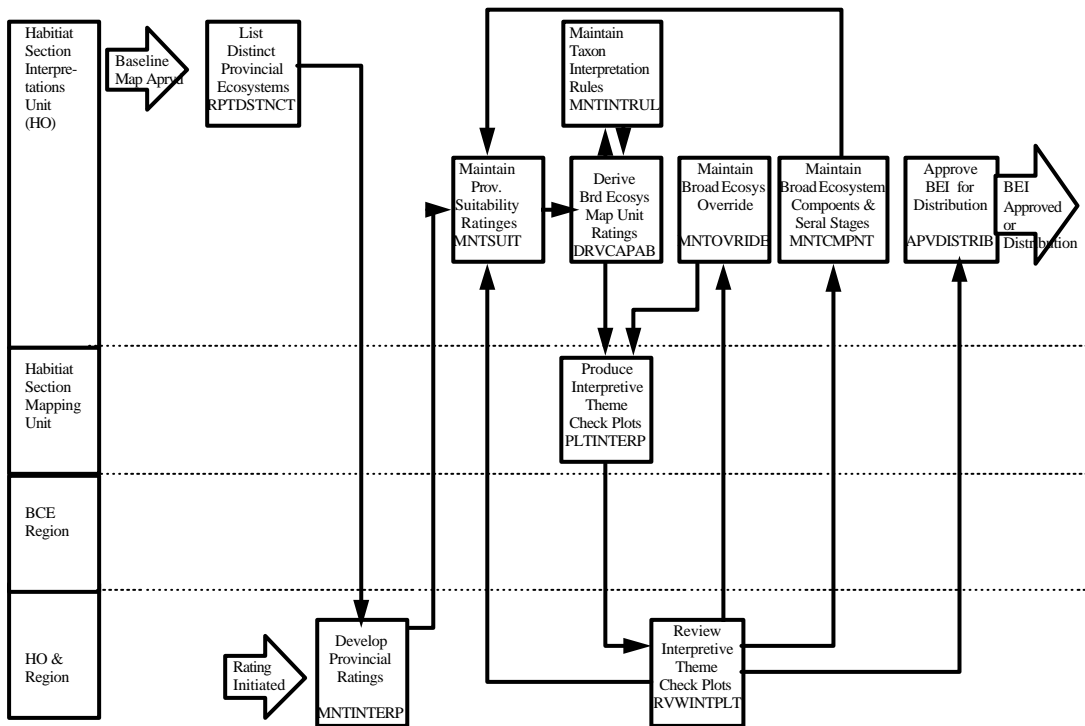 Habitiat
Section
Interpre-
tations
Unit
(HO)
Baseline
Map Aprvd
List
Distinct
Provincial
Ecosystems
RPTDSTNCT
Maintain
Taxon
Interpretation
Rules
MNTINTRUL
Maintain
Prov.
Suitability
Ratinges
MNTSUIT
Derive
Brd Ecosys
Map Unit
Ratings
DRVCAPAB
Maintain
Broad Ecosys
Override
MNTOVRIDE
Maintain
Broad Ecosystem
Compoents &
Seral Stages
MNTCMPNT
Approve
BEI for
Distribution
APVDISTRIB
BEI
Approved
or
Distribution
Habitiat
Section
Mapping
Unit
Produce
Interpretive
Theme
Check Plots
PLTINTERP
BCE
Region
HO &
Region
Rating
Initiated
Develop
Provincial
Ratings
MNTINTERP
Review
Interpretive
Theme
Check Plots
RVWINTPLT